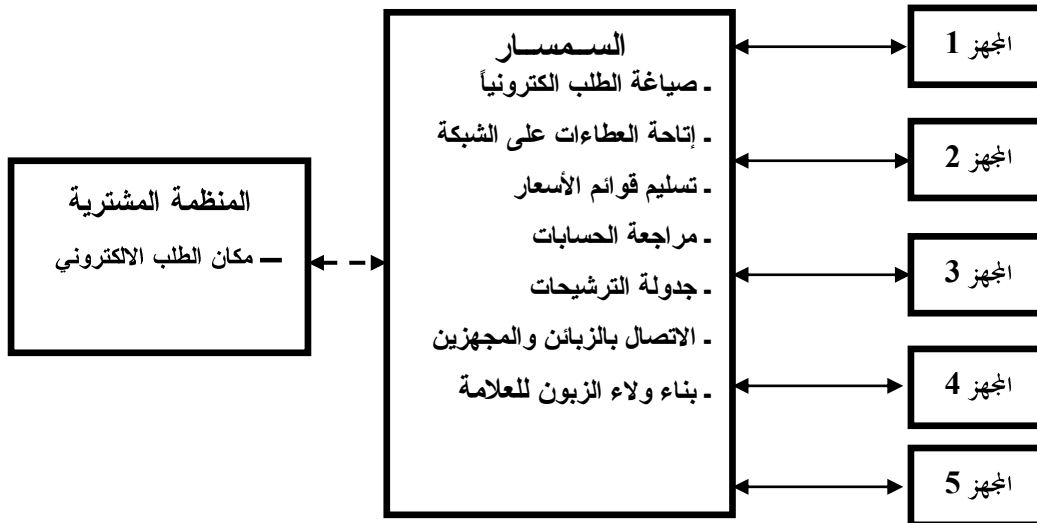 السـمسـار
ـ صياغة الطلب الكترونياً
ـ إتاحة العطاءات على الشبكة
ـ تسليم قوائم الأسعار
ـ مراجعة الحسابات
ـ جدولة الترشيحات
ـ الاتصال بالزبائن والمجهزين
ـ بناء ولاء الزبون للعلامة
المنظمة المشترية
– مكان الطلب الالكتروني
المجهز 1
المجهز 2
المجهز 3
المجهز 4
المجهز 5